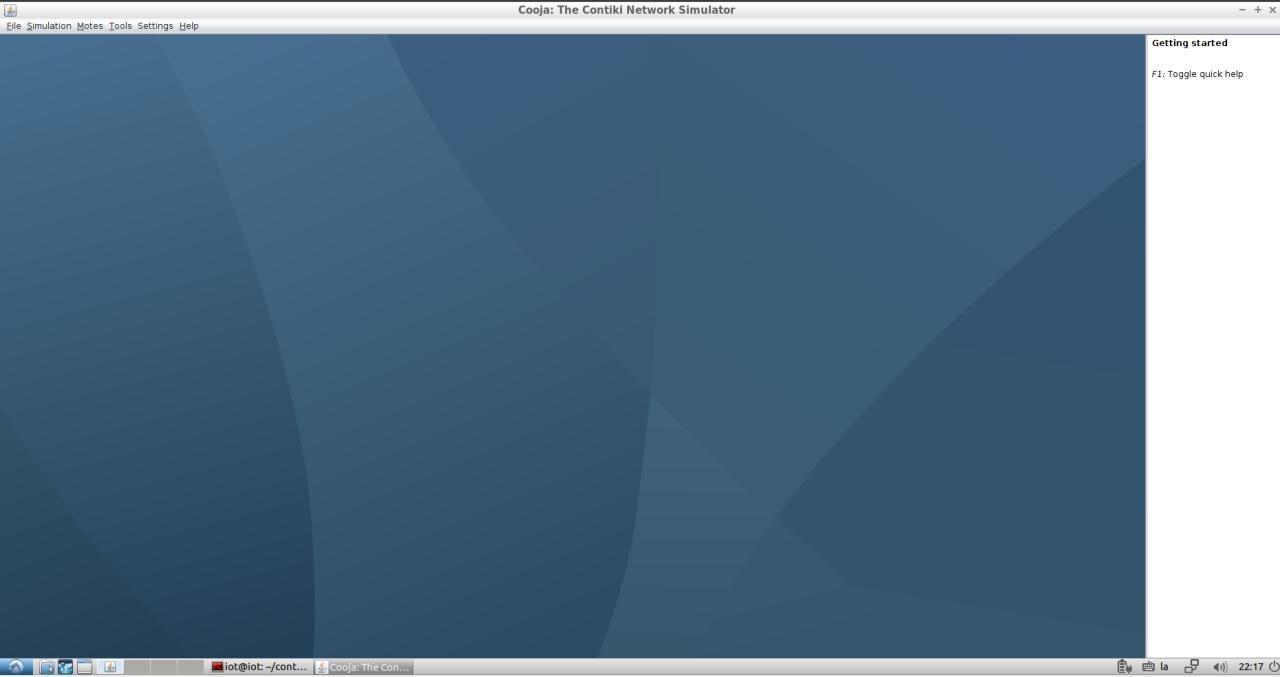 Cooja: The Contiki Network Simulator
File Simulation Motes Tools Settings Help
Getting started
F1: Toggle quick help
iot@iot: ~/cont...
Cooja: The Con...
la
22:17